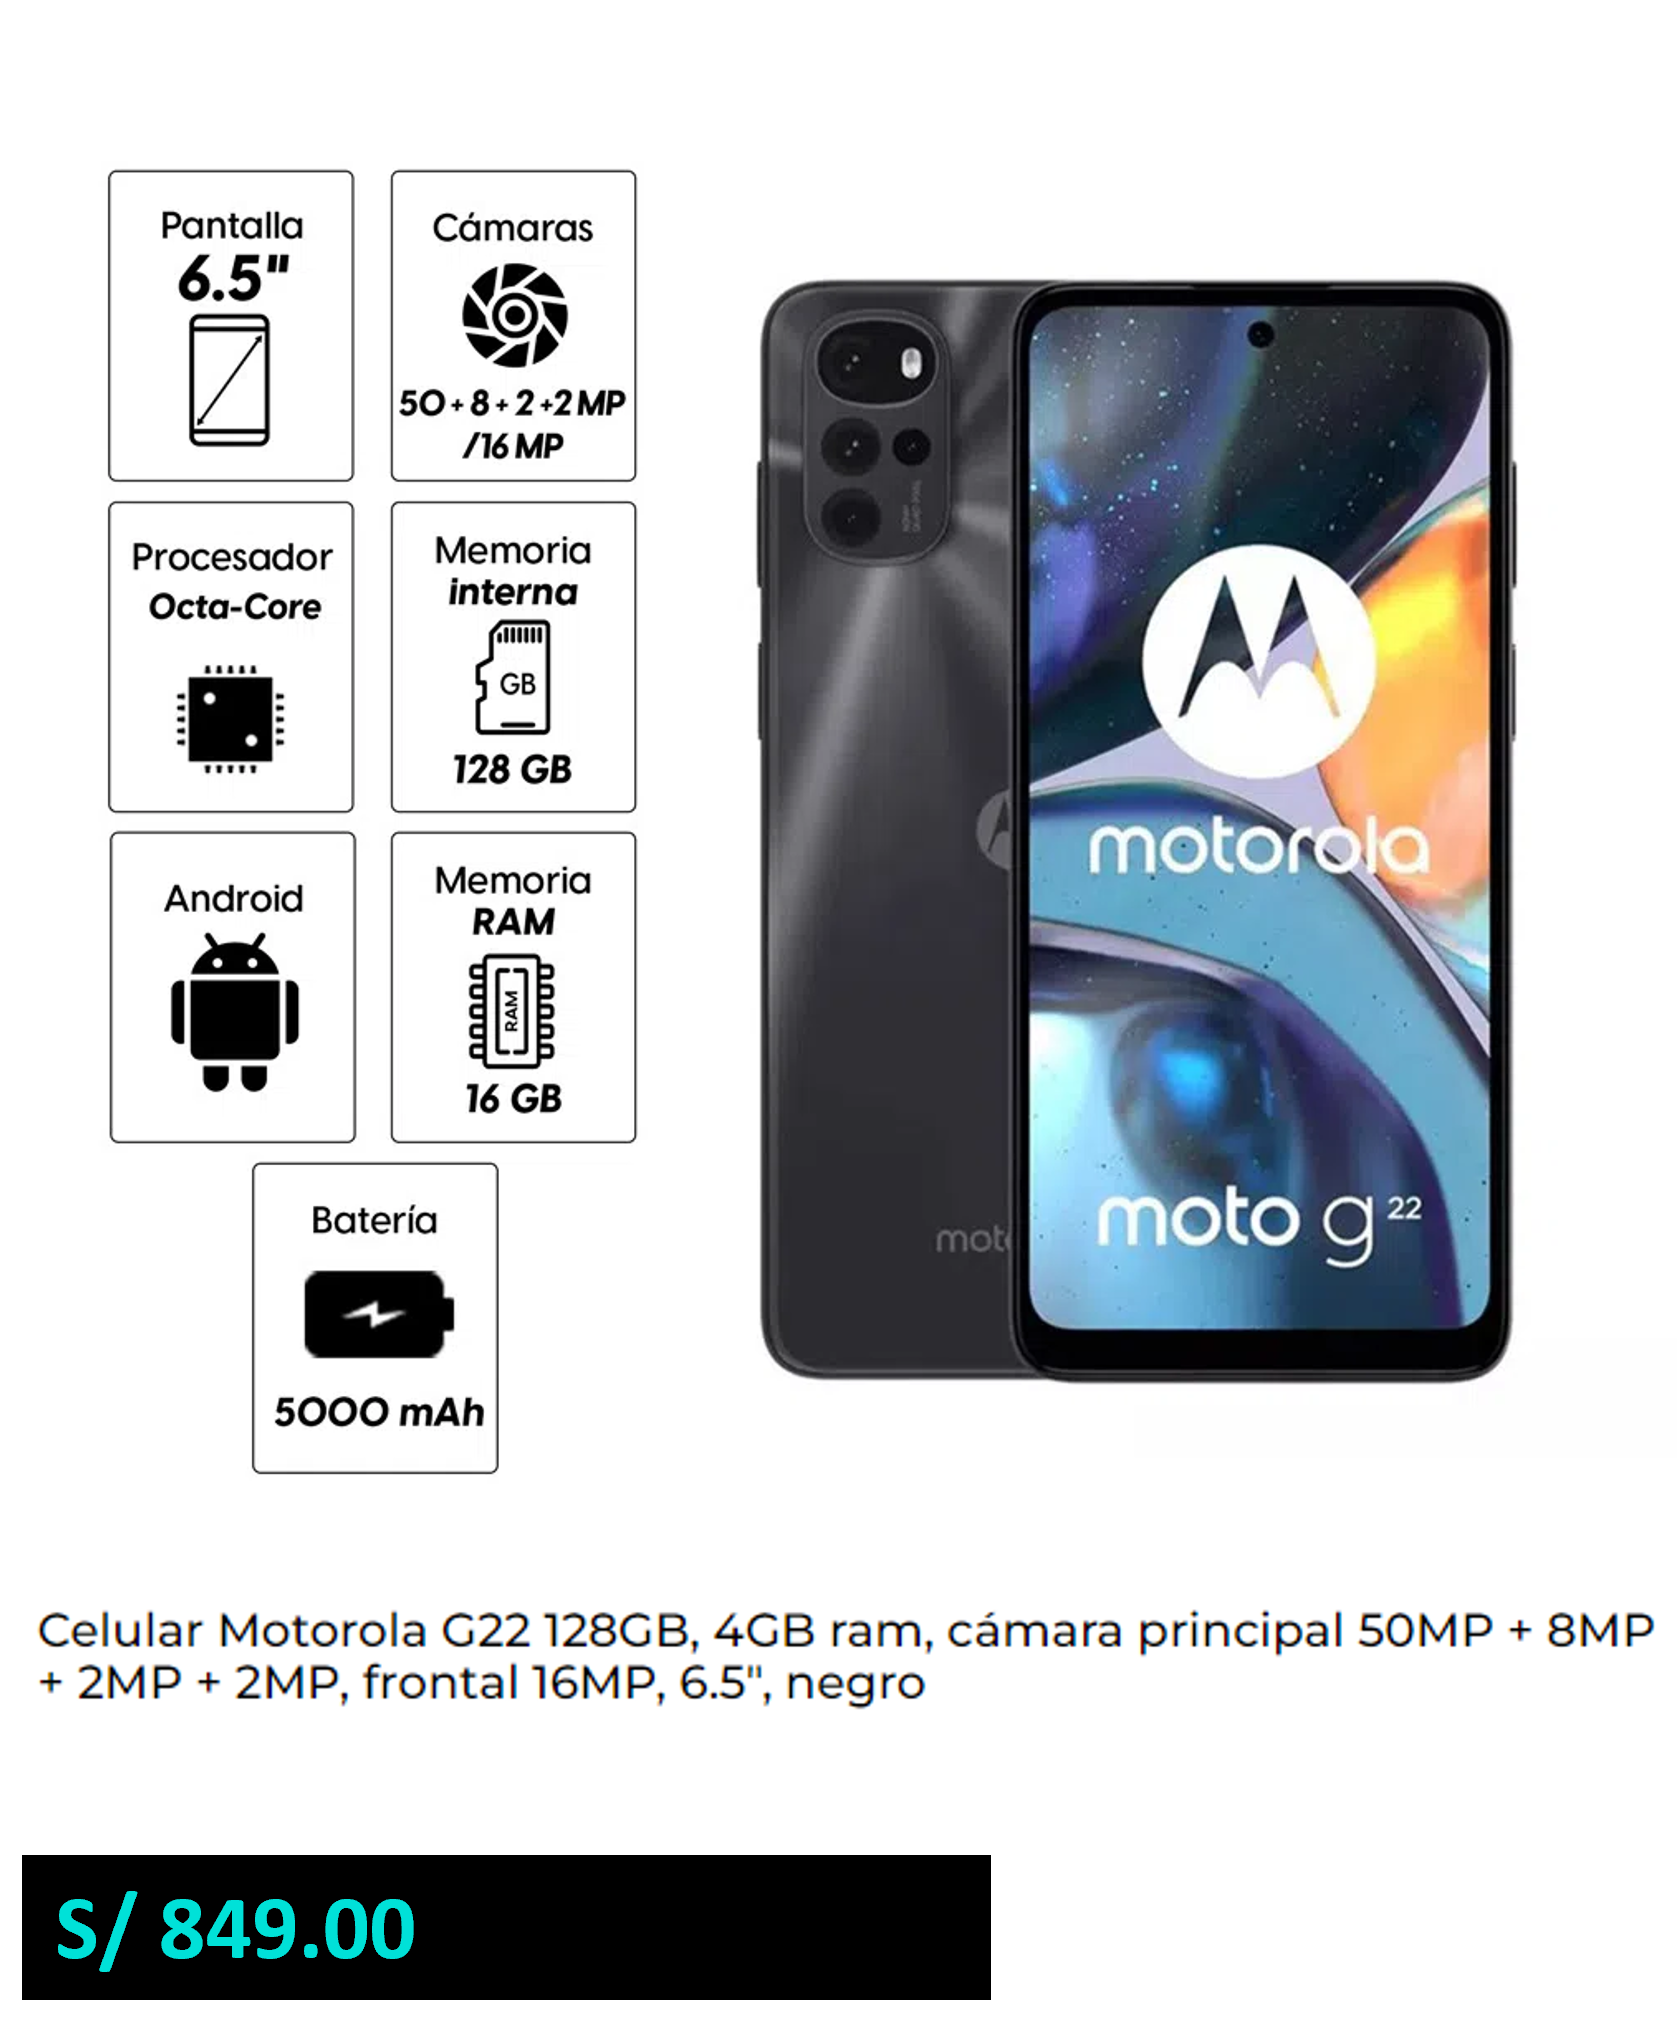 Pantalla
6.5"
Cámaras
50 + 8 + 2 +2 MP
/16 MP
Procesador
Octa-Core
Memoria
interna
GB
128 GB
Android
Memoria
RAM
RAM
16 GB
Batería
5000 mAh
motorola
moto g 22
Celular Motorola G22 128GB, 4GB ram, cámara principal 50MP + 8MP
+ 2MP + 2MP, frontal 16MP, 6.5", negro
S/ 849.00